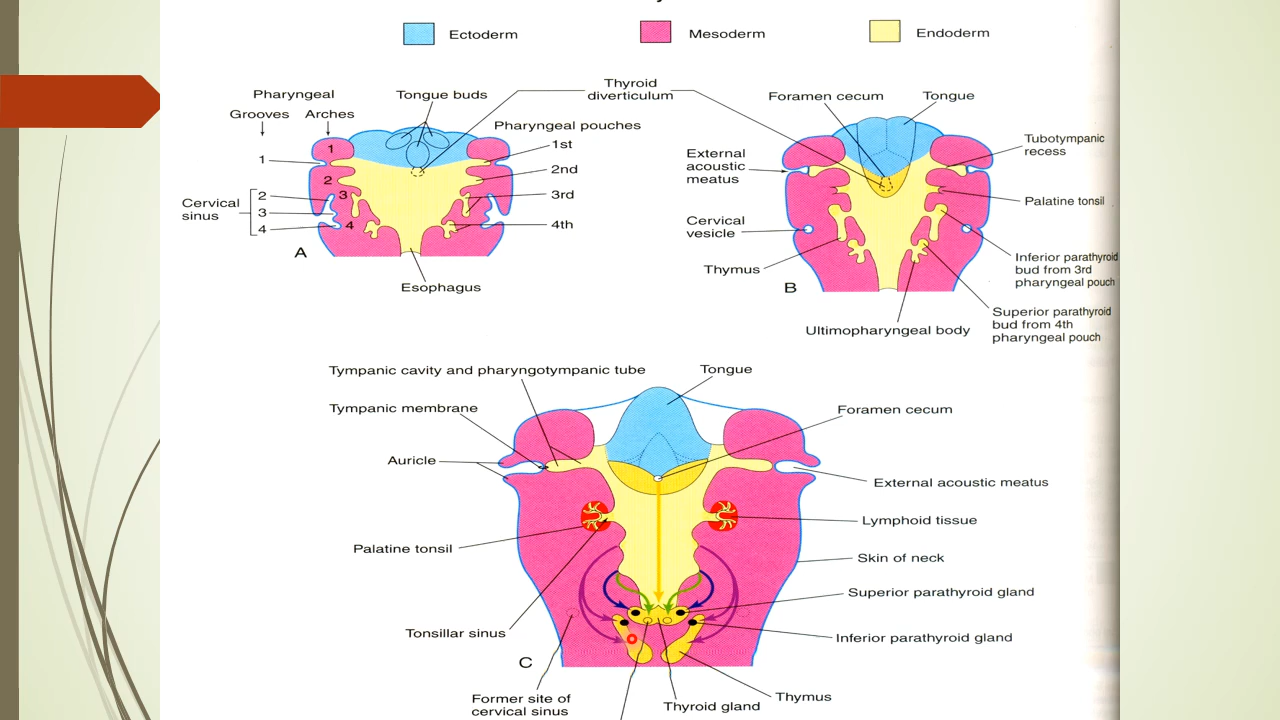 Ectoderm
Mesoderm
Endoderm
Pharyngeal
Grooves
Arches
Tongue buds
Thyroid
diverticulum
Pharyngeal pouches
1st
2nd
3rd
4th
1
2
3
4
1
2
3
4
Cervical
sinus
A
Esophagus
Foramen cecum
Tongue
External
acoustic
meatus
Tubotympanic
recess
Palatine tonsil
Cervical
vesicle
Thymus
Inferior parathyroid
bud from 3rd
pharyngeal pouch
B
Superior parathyroid
bud from 4th
pharyngeal pouch
Ultimopharyngeal body
Tympanic cavity and pharyngotympanic tube
Tongue
Tympanic membrane
Foramen cecum
Auricle
External acoustic meatus
Lymphoid tissue
Palatine tonsil
Skin of neck
Superior parathyroid gland
Tonsillar sinus
Inferior parathyroid gland
C
Former site of
cervical sinus
Thyroid gland
Thymus